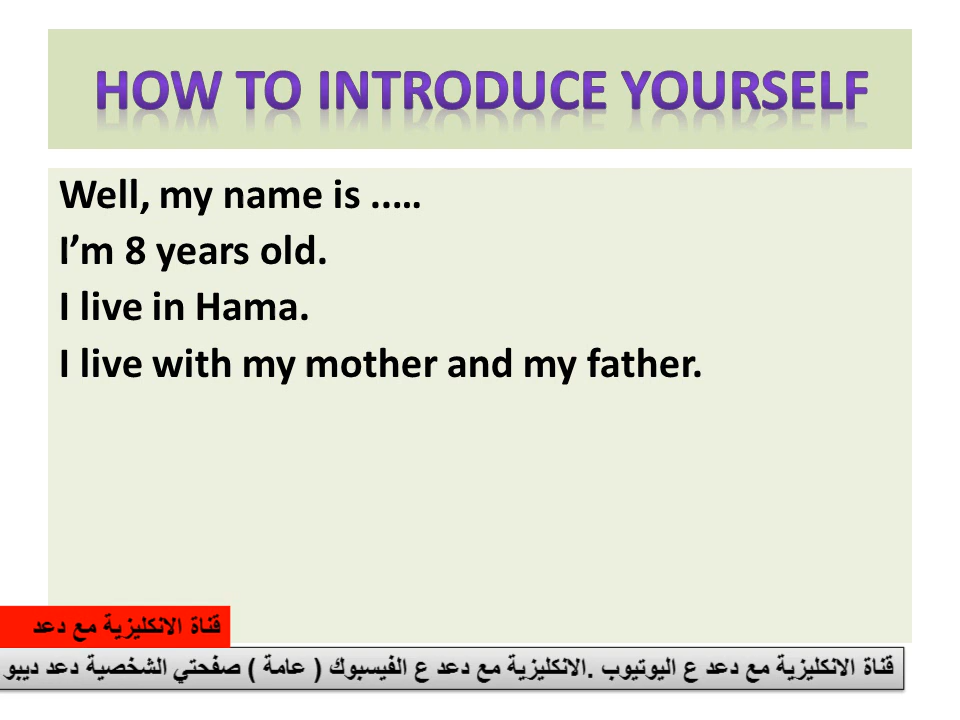 HOW TO INTRODUCE YOURSELF
Well, my name is .....
I’m 8 years old.
I live in Hama.
I live with my mother and my father.
قناة الانكليزية مع دعد
قناة الانكليزية مع دعد ع اليوتيوب .الانكليزية مع دعد ع الفيسبوك ( عامة ) صفحتي الشخصية دعد ديبو